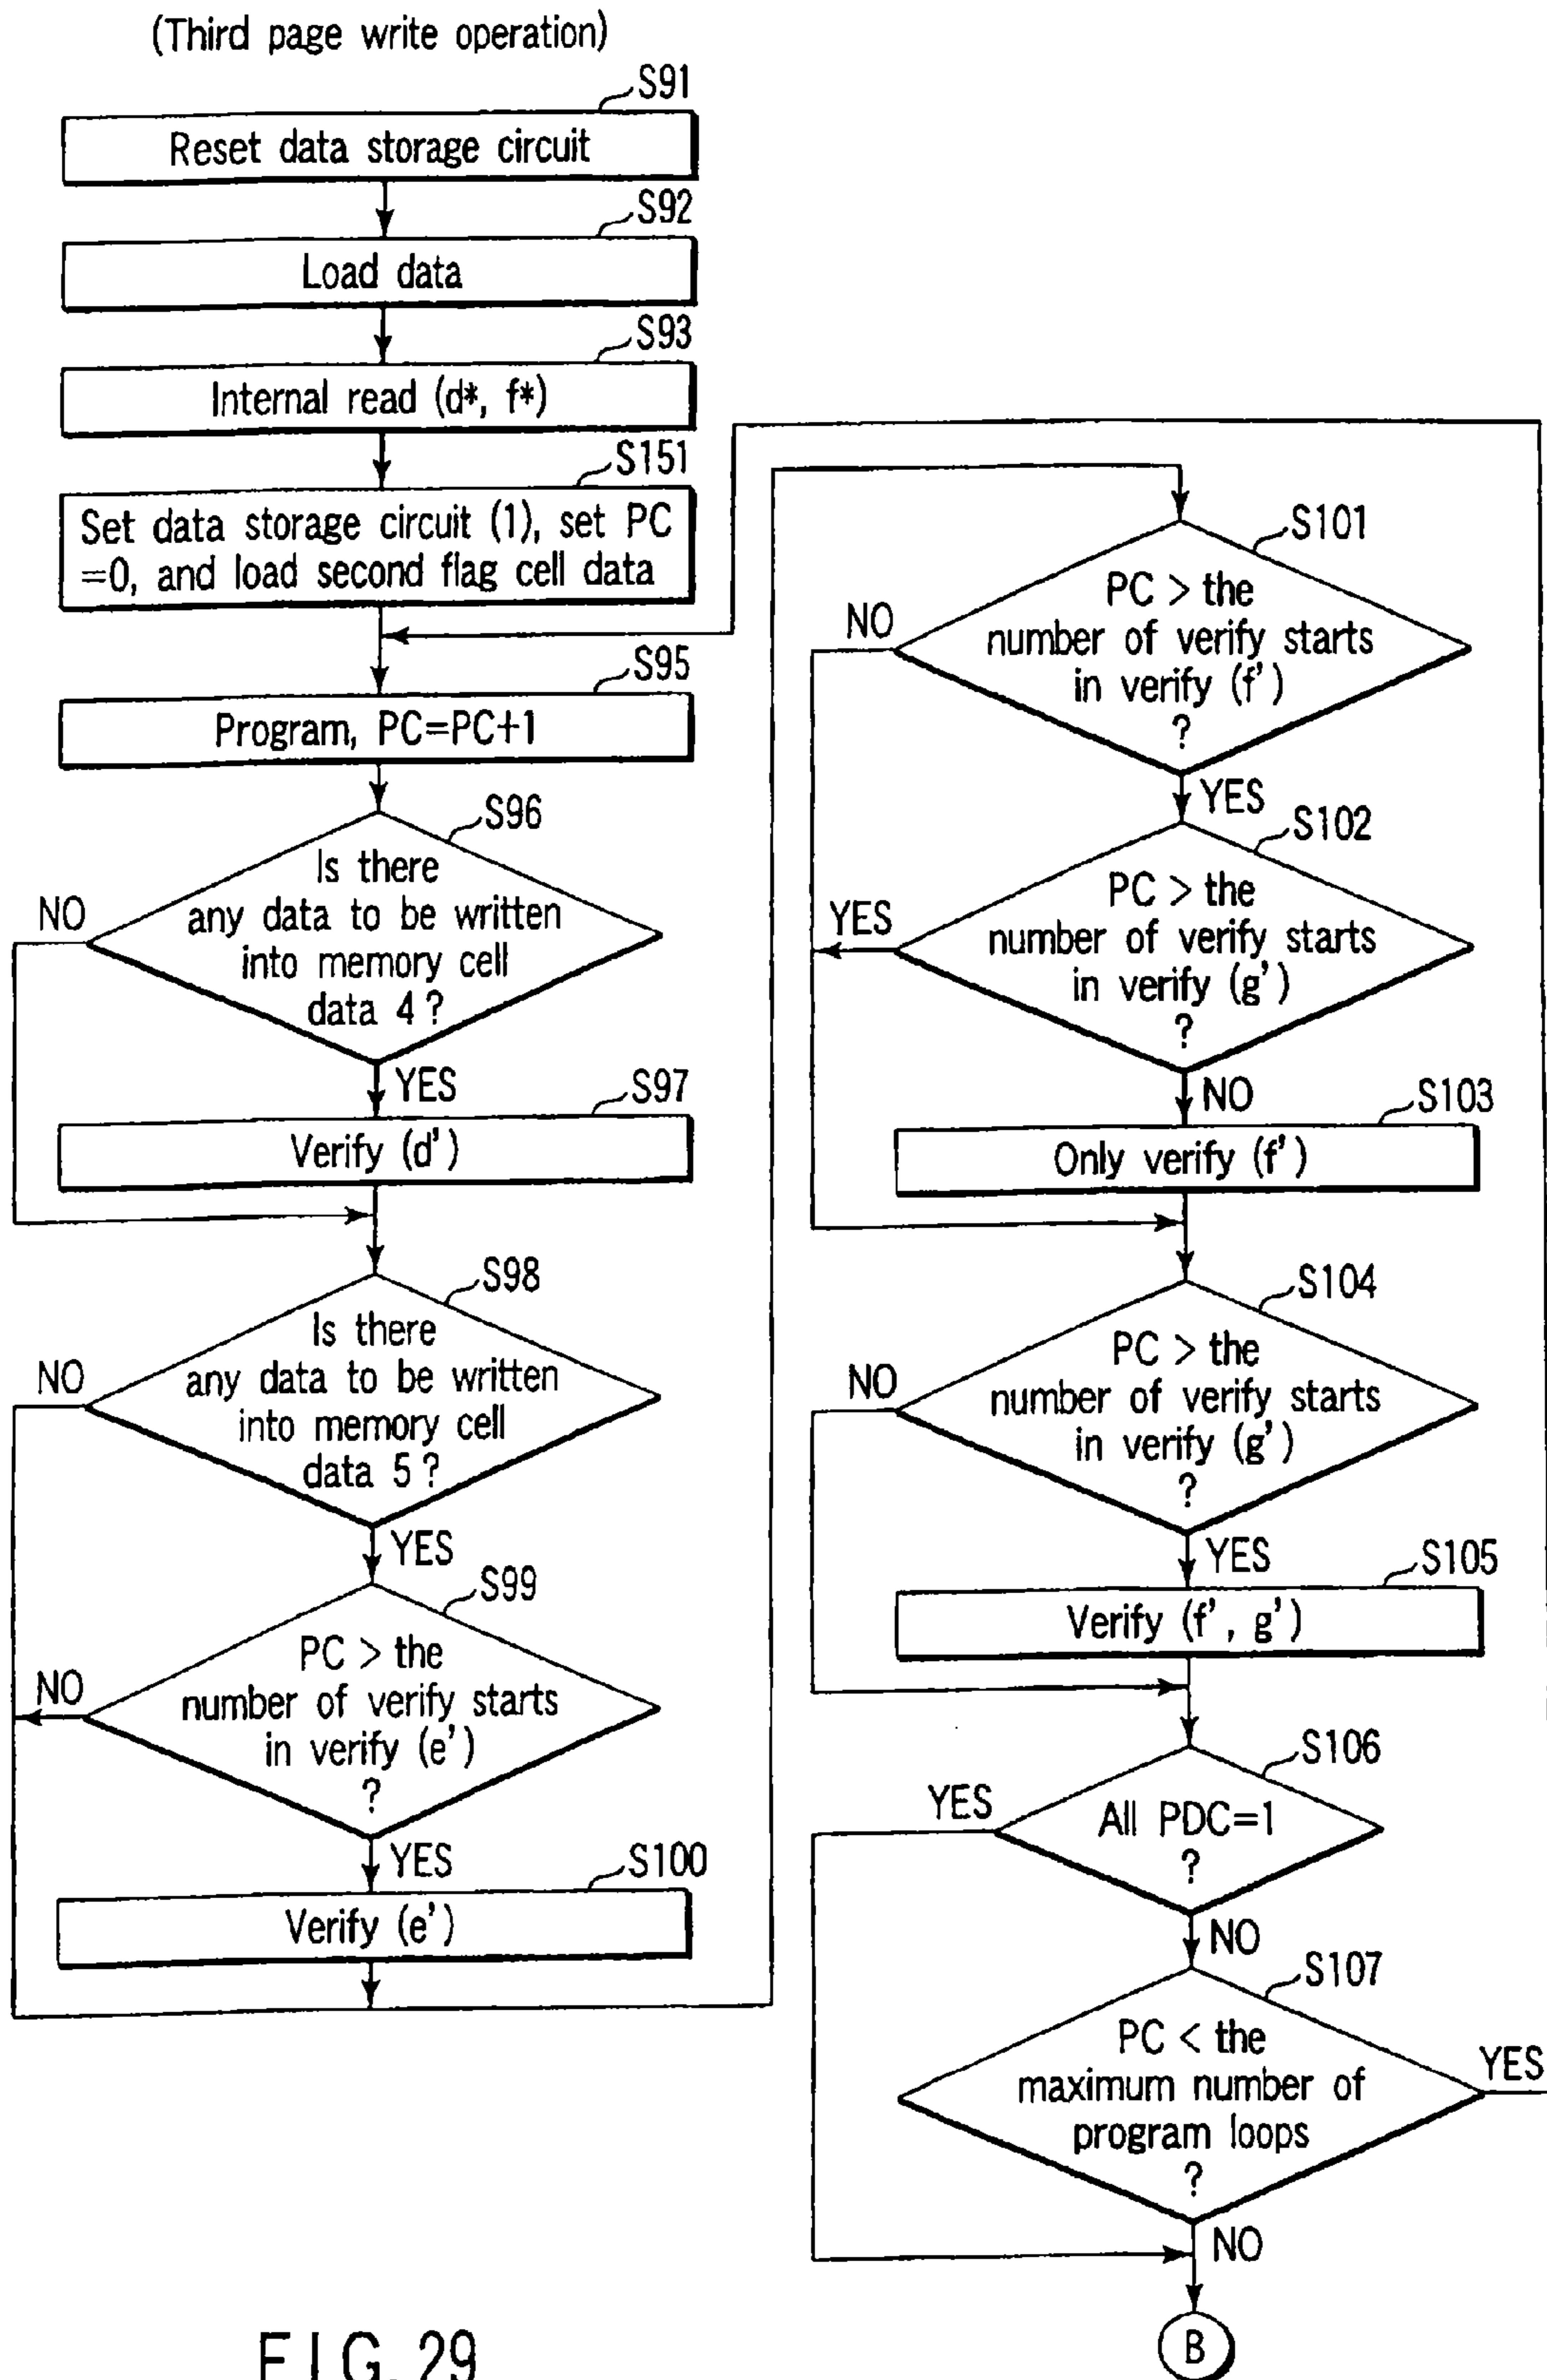 (Third page write operation)
S91
Reset data storage circuit
S92
Load data
S93
Internal read (d*, f*)
S151
Set data storage circuit (1), set PC
=0, and load second flag cell data
S95
Program, PC=PC+1
S96
Is there
any data to be written
into memory cell
data 4 ?
NO
YES
S97
Verify (d')
S98
Is there
any data to be written
into memory cell
data 5 ?
NO
YES
S99
PC > the
number of verify starts
in verify (e')
?
NO
YES
S100
Verify (e')
S101
PC > the
number of verify starts
in verify (f')
?
NO
YES
S102
PC > the
number of verify starts
in verify (g')
?
YES
NO
S103
Only verify (f')
S104
PC > the
number of verify starts
in verify (g')
?
NO
YES
S105
Verify (f', g')
S106
All PDC=1
?
YES
NO
S107
PC < the
maximum number of
program loops
?
YES
NO
B
FIG. 29